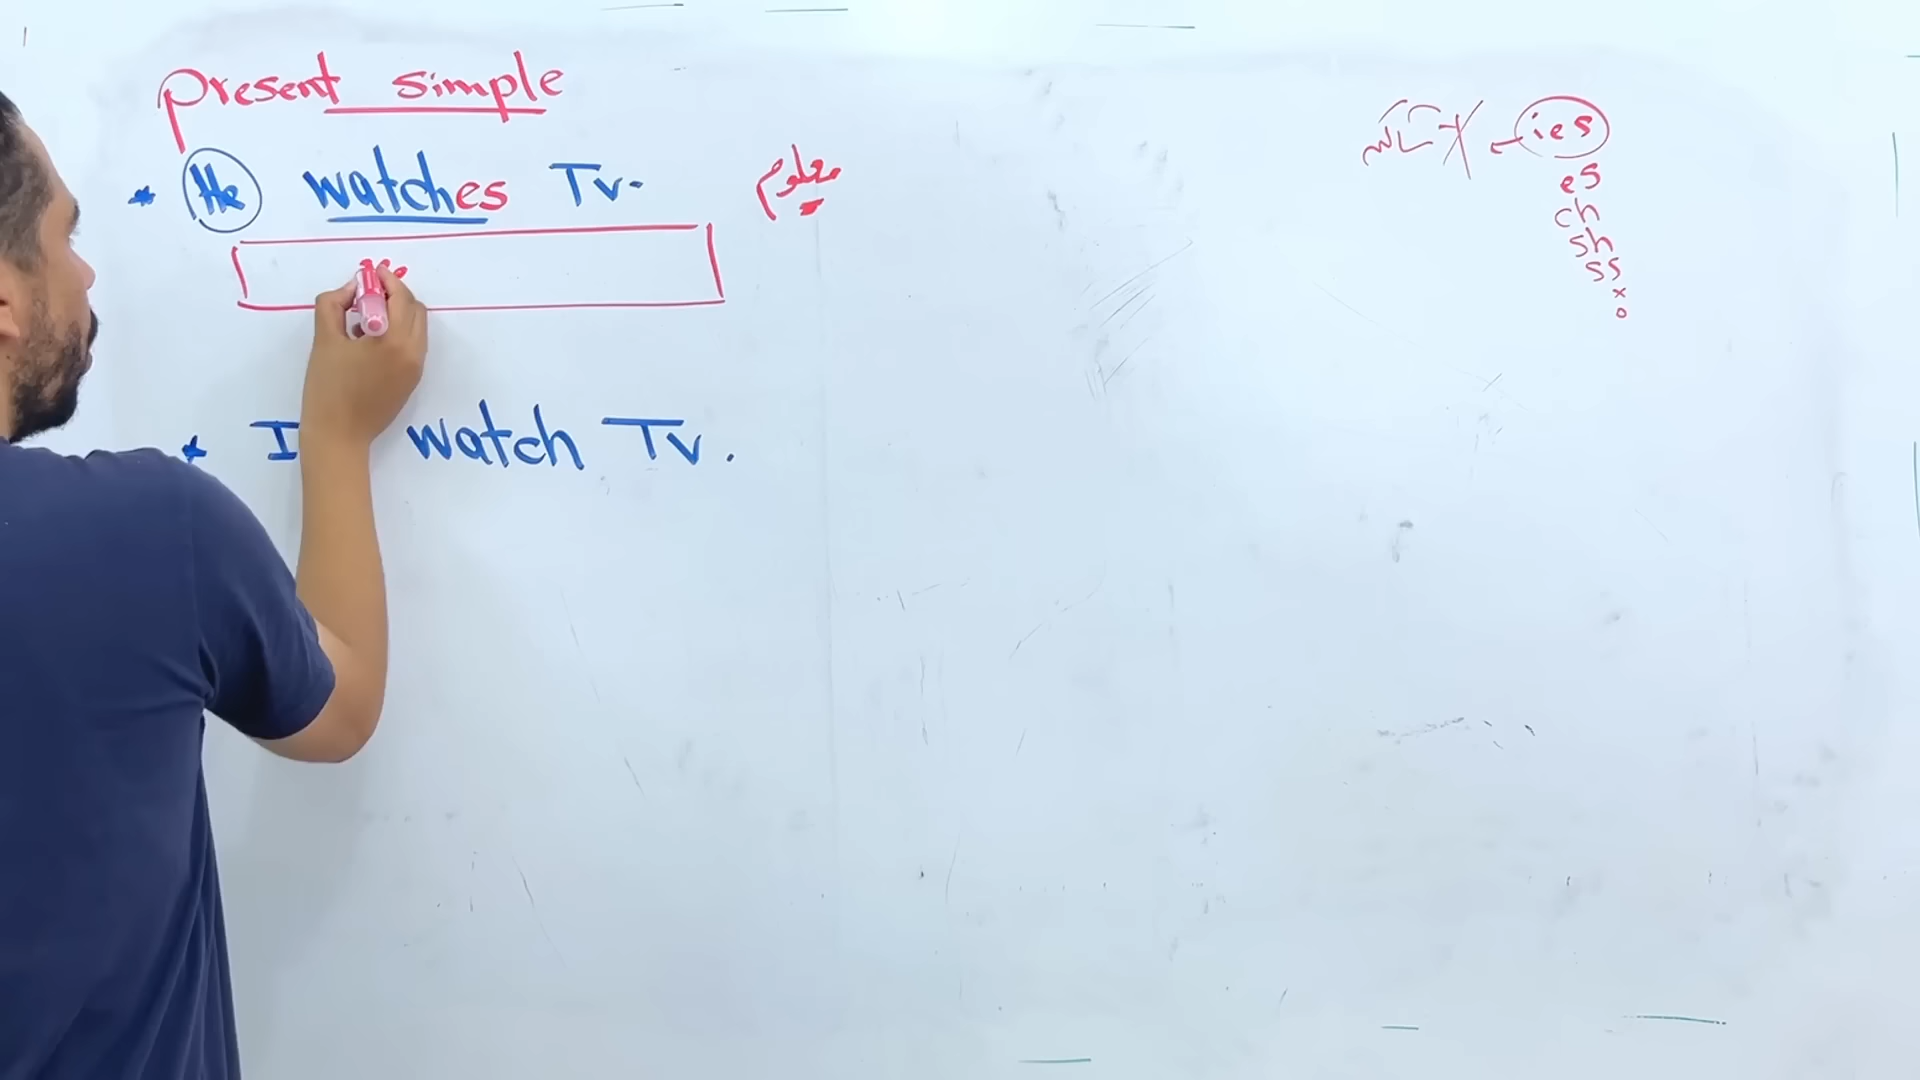 Present simple
* He watches Tv.
معلوم
* I watch Tv.
ies
es
ch
sh
ss
x
o